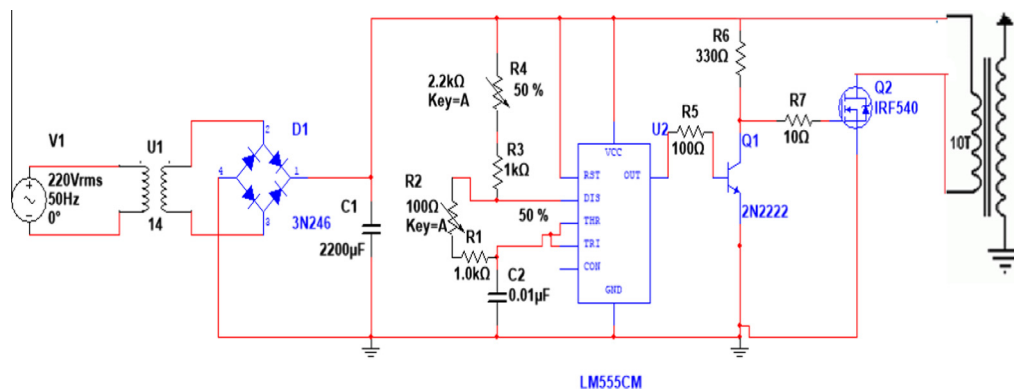 V1
220Vrms
50Hz
0°
U1
14
D1
2
4
1
3
3N246
C1
2200µF
2.2kΩ
Key=A
R4
50 %
R3
1kΩ
R2
100Ω
Key=A
50 %
R1
1.0kΩ
C2
0.01µF
VCC
RST
OUT
DIS
THR
TRI
CON
GND
U2
LM555CM
R5
100Ω
R6
330Ω
Q1
2N2222
R7
10Ω
Q2
IRF540
10T